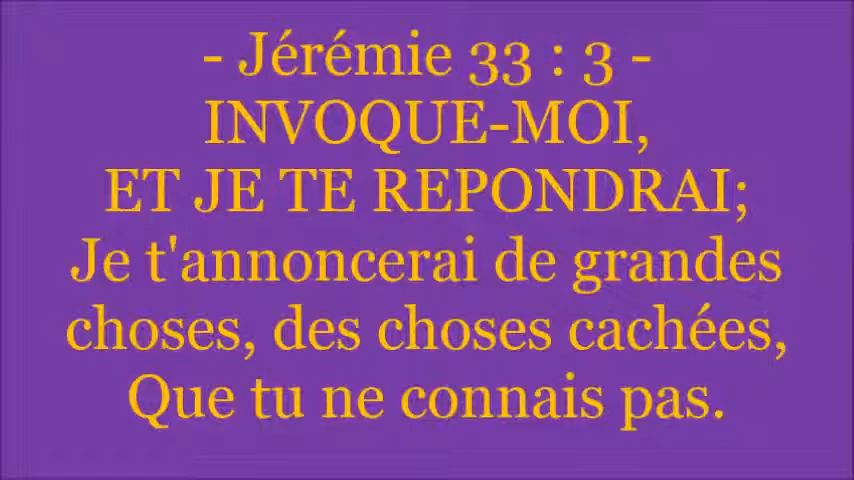 - Jérémie 33 : 3 -
INVOQUE-MOI,
ET JE TE REPONDRAI;
Je t'annoncerai de grandes
choses, des choses cachées,
Que tu ne connais pas.